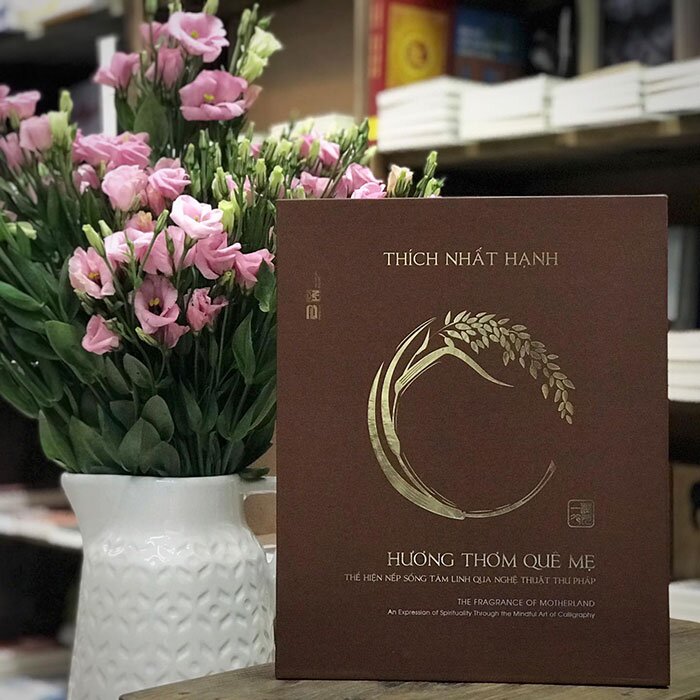 THÍCH NHẤT HẠNH
HƯƠNG THƠM QUÊ MẸ
THỂ HIỆN NẾP SỐNG TÂM LINH QUA NGHỆ THUẬT THƯ PHÁP
THE FRAGRANCE OF MOTHERLAND
An Expression of Spirituality Through the Mindful Art of Calligraphy